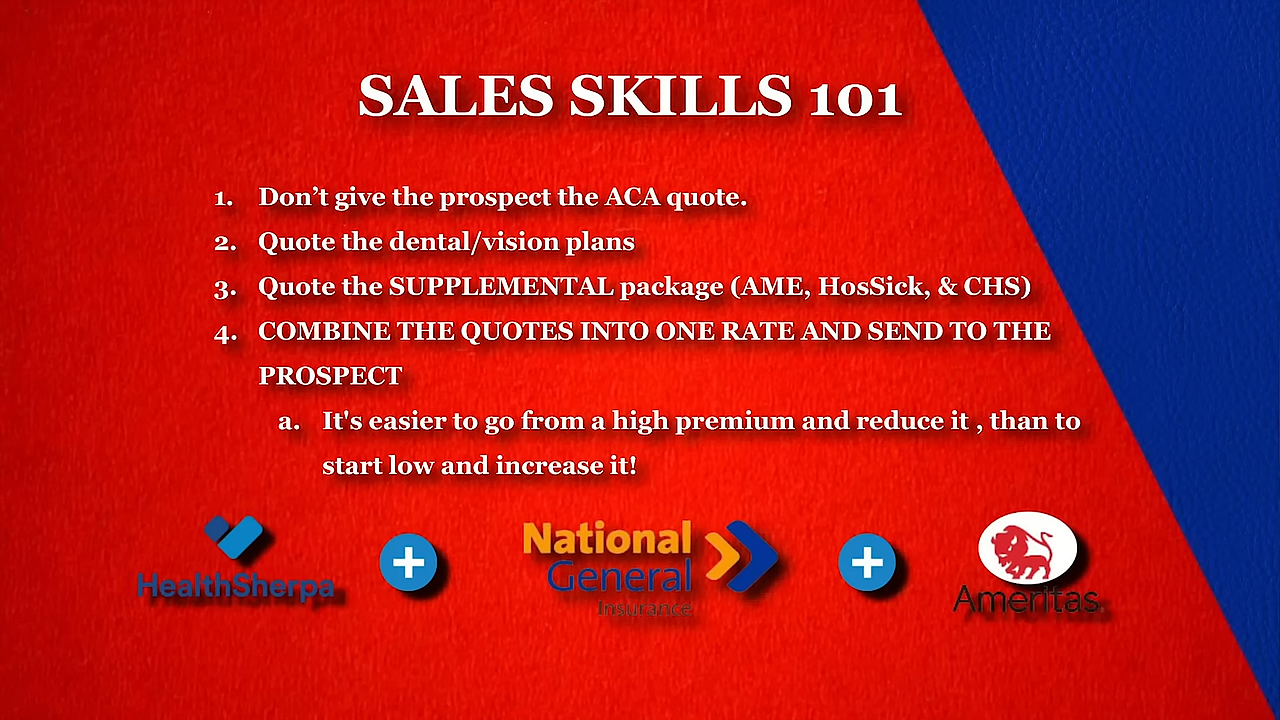 SALES SKILLS 101
1. Don’t give the prospect the ACA quote.
2. Quote the dental/vision plans
3. Quote the SUPPLEMENTAL package (AME, HosSick, & CHS)
4. COMBINE THE QUOTES INTO ONE RATE AND SEND TO THE
PROSPECT
a. It's easier to go from a high premium and reduce it , than to
start low and increase it!
HealthSherpa
National
General
Insurance
Ameritas